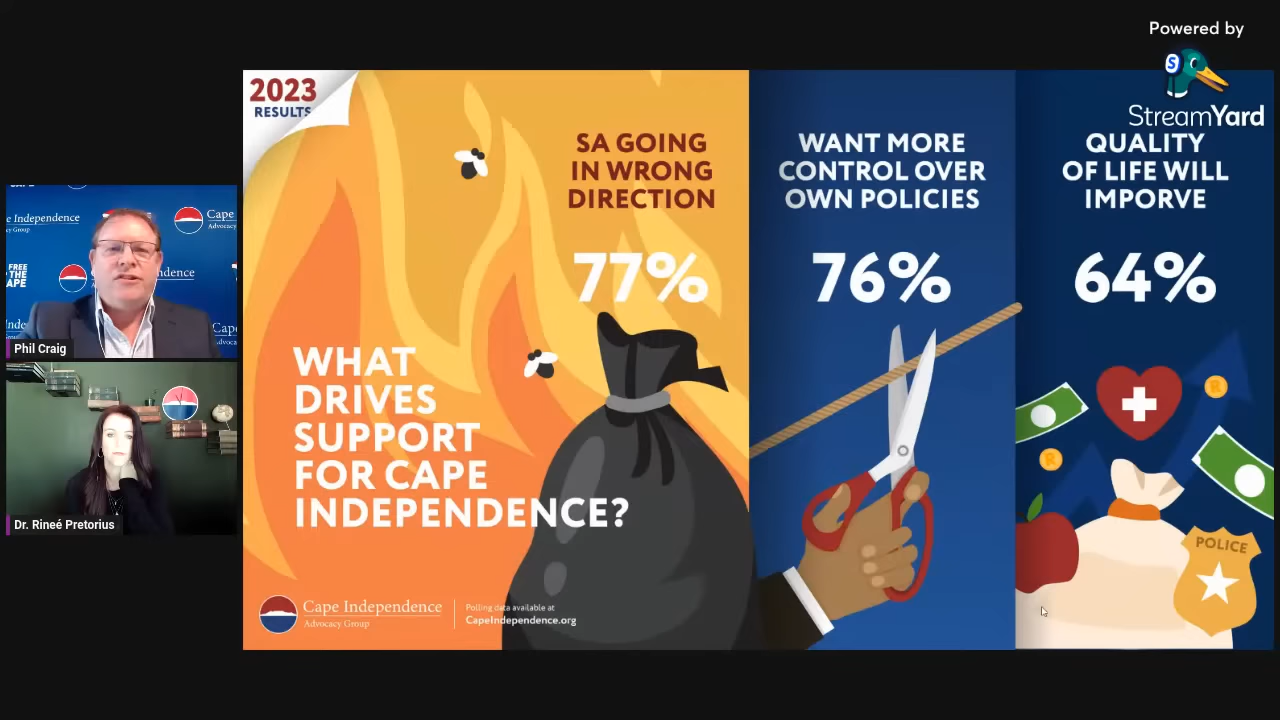 Powered by
StreamYard
2023
RESULTS
SA GOING
IN WRONG
DIRECTION
77%
WANT MORE
CONTROL OVER
OWN POLICIES
76%
QUALITY
OF LIFE WILL
IMPORVE
64%
WHAT
DRIVES
SUPPORT
FOR CAPE
INDEPENDENCE?
Cape Independence
Advocacy Group
Polling data available at
CapeIndependence.org
POLICE
R
R
e Independence
Cape
Advocacy
FREE
THE
CAPE
Phil Craig
Dr. Rineé Pretorius